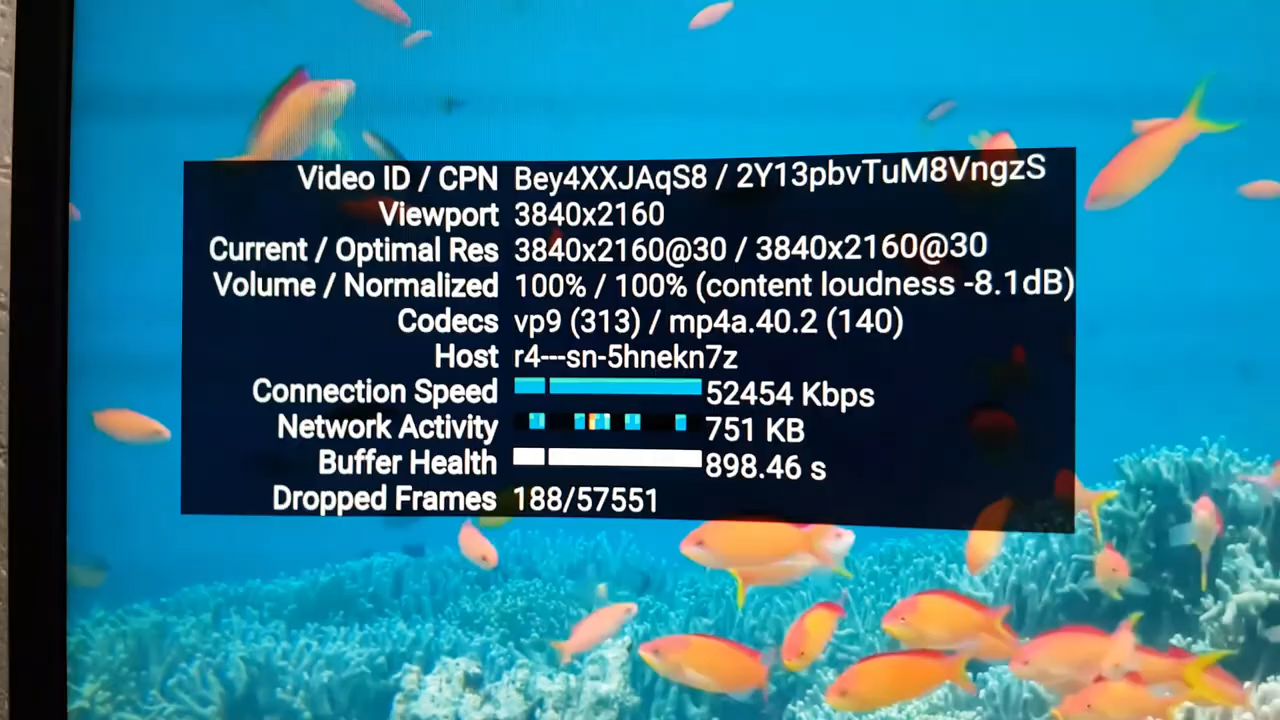 Video ID / CPN Bey4XXJAqS8 / 2Y13pbvTuM8VngzS
Viewport 3840x2160
Current / Optimal Res 3840x2160@30 / 3840x2160@30
Volume / Normalized 100% / 100% (content loudness -8.1dB)
Codecs vp9 (313) / mp4a.40.2 (140)
Host r4---sn-5hnekn7z
Connection Speed 52454 Kbps
Network Activity 751 KB
Buffer Health 898.46 s
Dropped Frames 188/57551